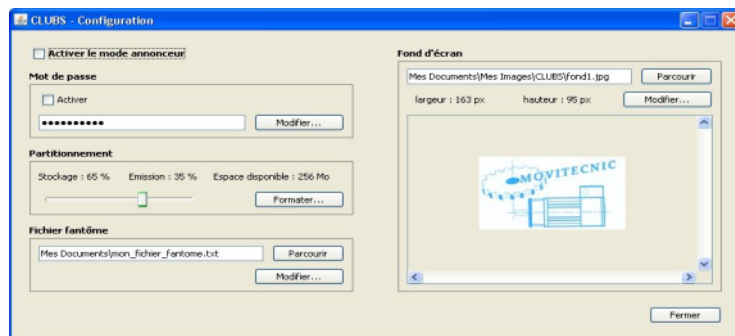 CLUBS - Configuration
Activer le mode annonceur
Mot de passe
Activer
••••••••••
Modifier...
Partitionnement
Stockage : 65 %
Emission : 35 %
Espace disponible : 256 Mo
Formater...
Fichier fantôme
Mes Documents\mon_fichier_fantome.txt
Parcourir
Modifier...
Fond d'écran
Mes Documents\Mes Images\CLUBS\fond1.jpg
Parcourir
largeur : 163 px
hauteur : 95 px
Modifier...
MOVITECNIC
Fermer